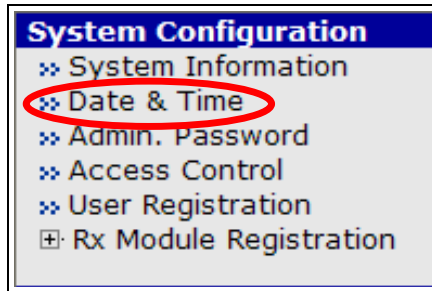 System Configuration
» System Information
» Date & Time
» Admin. Password
» Access Control
» User Registration
Rx Module Registration